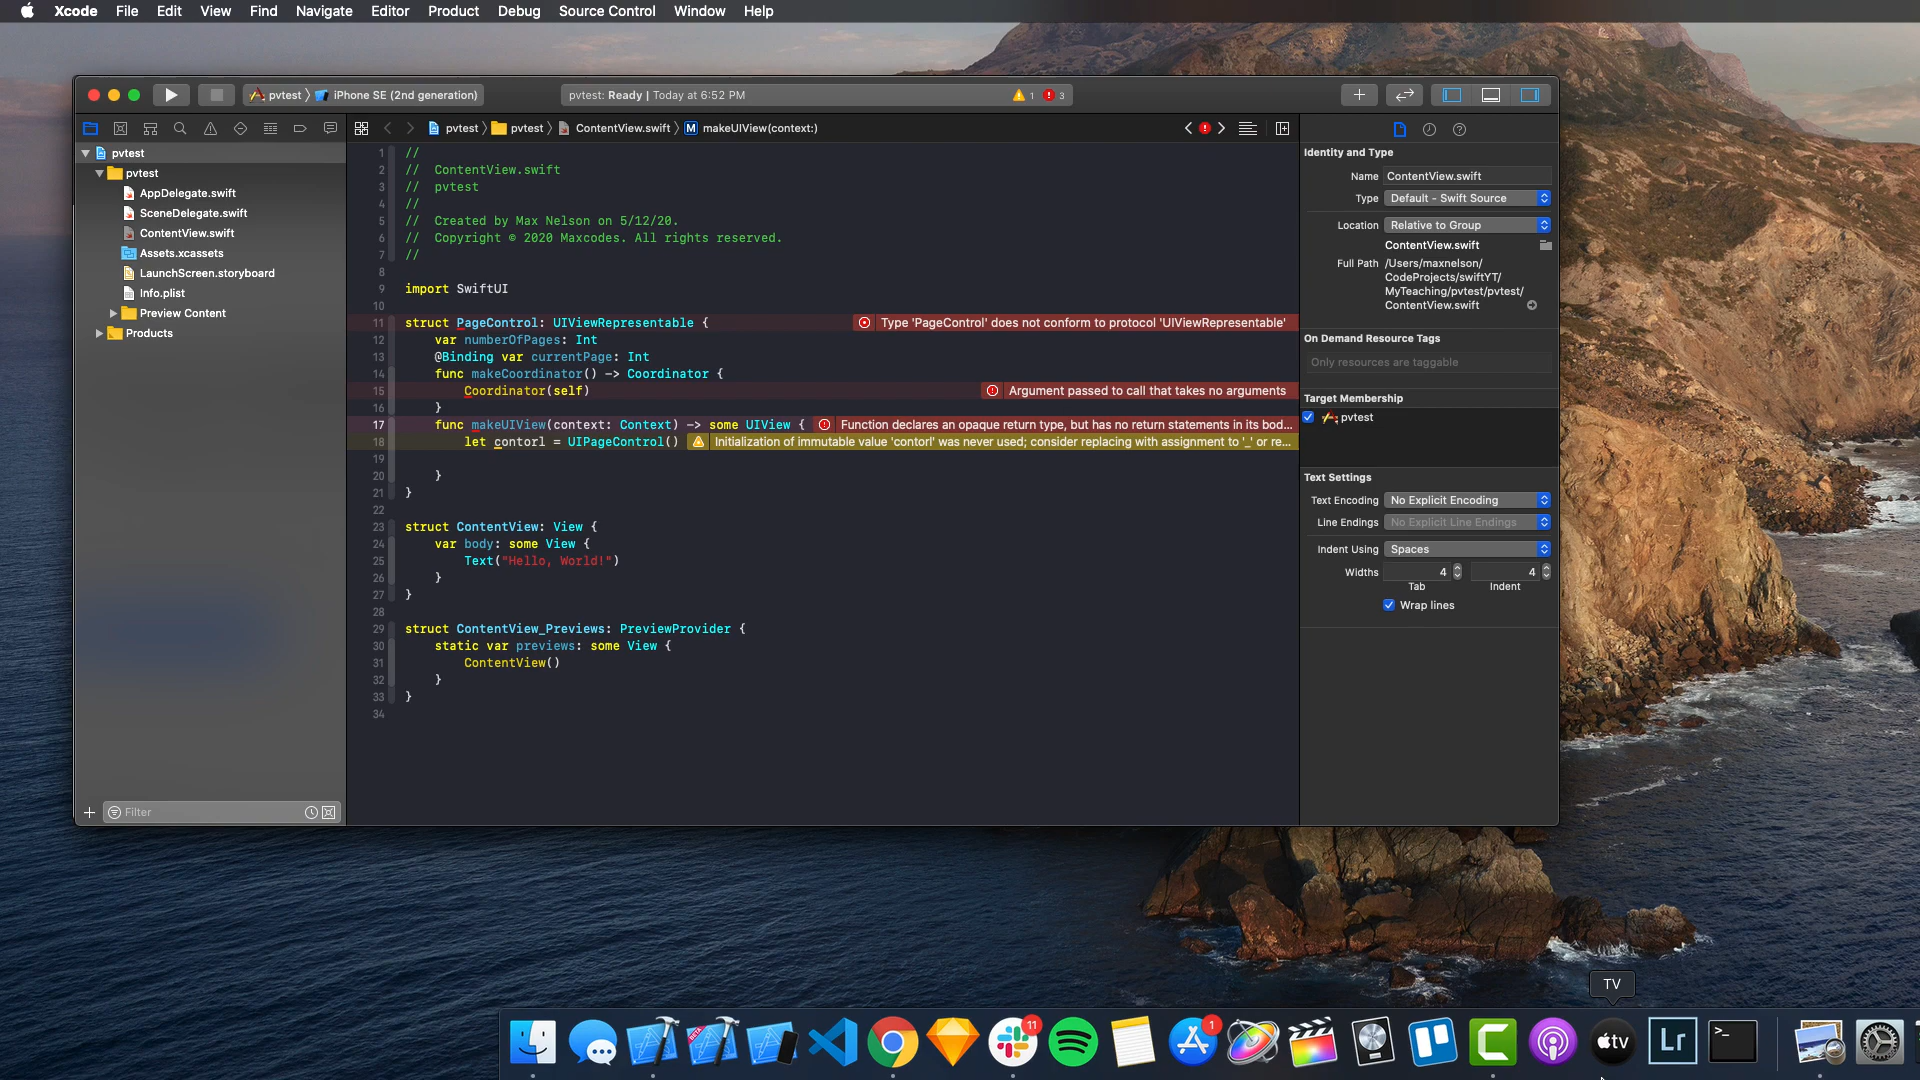 Xcode File Edit View Find Navigate Editor Product Debug Source Control Window Help
pvtest iPhone SE (2nd generation)
pvtest: Ready | Today at 6:52 PM
1 3
pvtest pvtest ContentView.swift M makeUIView(context:)
pvtest
pvtest
AppDelegate.swift
SceneDelegate.swift
ContentView.swift
Assets.xcassets
LaunchScreen.storyboard
Info.plist
Preview Content
Products
Filter
1 //
2 // ContentView.swift
3 // pvtest
4 //
5 // Created by Max Nelson on 5/12/20.
6 // Copyright © 2020 Maxcodes. All rights reserved.
7 //
8
9 import SwiftUI
10
11 struct PageControl: UIViewRepresentable { Type 'PageControl' does not conform to protocol 'UIViewRepresentable'
12 var numberOfPages: Int
13 @Binding var currentPage: Int
14 func makeCoordinator() -> Coordinator {
15 Coordinator(self) Argument passed to call that takes no arguments
16 }
17 func makeUIView(context: Context) -> some UIView { Function declares an opaque return type, but has no return statements in its bod...
18 let contorl = UIPageControl() Initialization of immutable value 'contorl' was never used; consider replacing with assignment to '_' or re...
19
20 }
21 }
22
23 struct ContentView: View {
24 var body: some View {
25 Text("Hello, World!")
26 }
27 }
28
29 struct ContentView_Previews: PreviewProvider {
30 static var previews: some View {
31 ContentView()
32 }
33 }
34
Identity and Type
Name ContentView.swift
Type Default - Swift Source
Location Relative to Group
ContentView.swift
Full Path /Users/maxnelson/
CodeProjects/swiftYT/
MyTeaching/pvtest/pvtest/
ContentView.swift
On Demand Resource Tags
Only resources are taggable
Target Membership
pvtest
Text Settings
Text Encoding No Explicit Encoding
Line Endings No Explicit Line Endings
Indent Using Spaces
Widths 4 4
Tab Indent
Wrap lines
TV
11
1
tv
Lr
>_